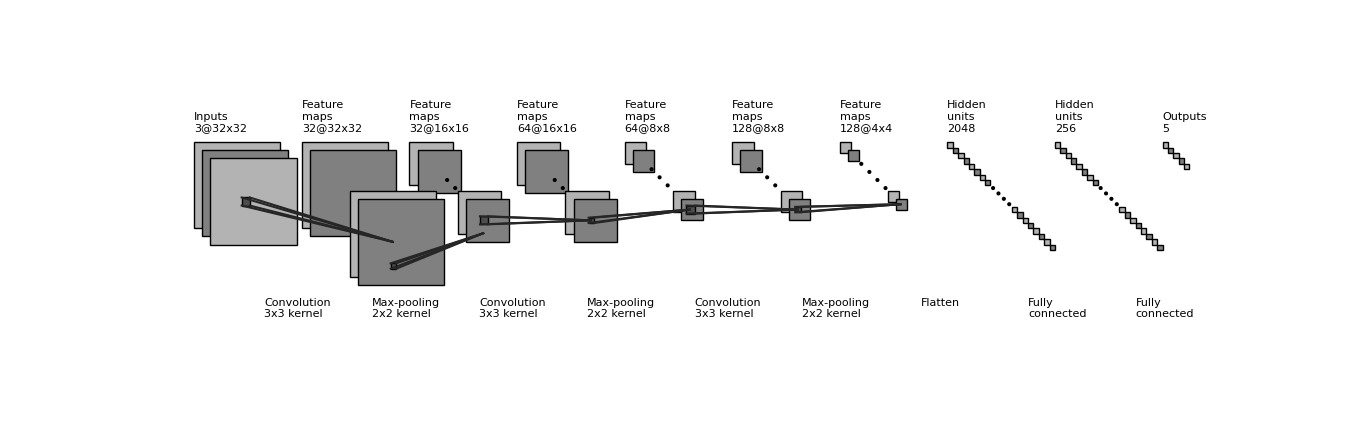 Inputs
3@32x32
Feature
maps
32@32x32
Feature
maps
32@16x16
Feature
maps
64@16x16
Feature
maps
64@8x8
Feature
maps
128@8x8
Feature
maps
128@4x4
Hidden
units
2048
Hidden
units
256
Outputs
5
Convolution
3x3 kernel
Max-pooling
2x2 kernel
Convolution
3x3 kernel
Max-pooling
2x2 kernel
Convolution
3x3 kernel
Max-pooling
2x2 kernel
Flatten
Fully
connected
Fully
connected